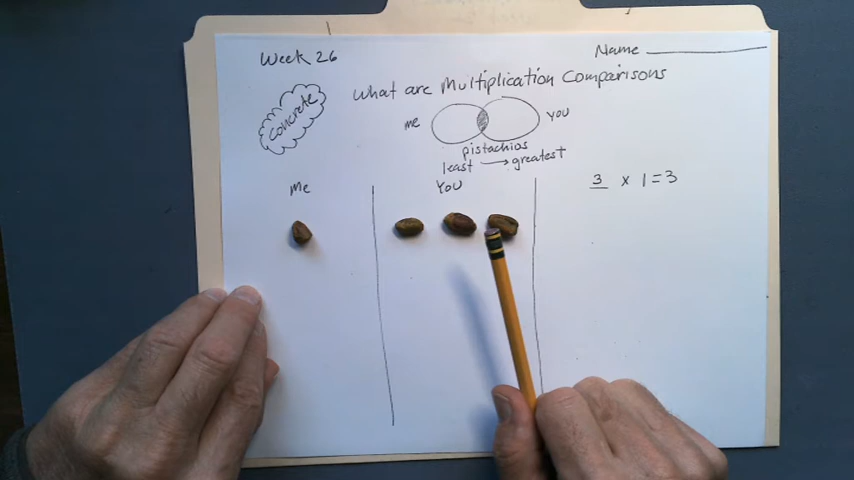 Week 26
Name
What are Multiplication Comparisons
Concrete
me
YOU
pistachios
least → greatest
Me
YOU
3 x 1 = 3